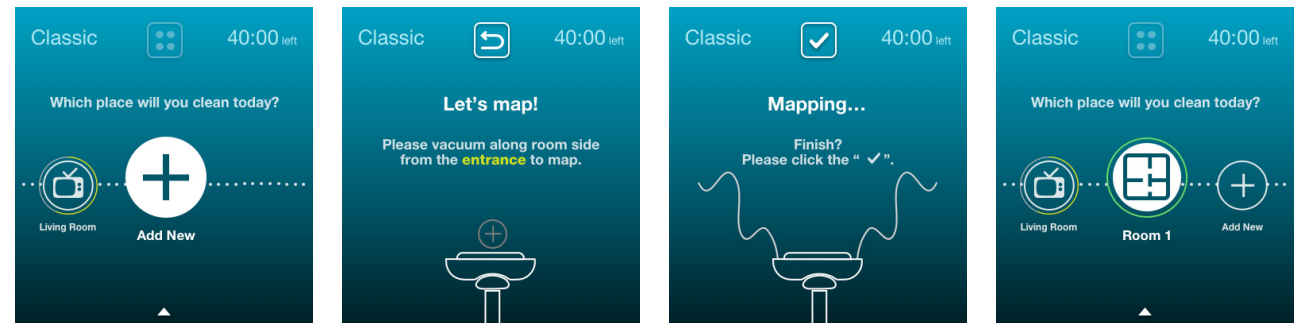 Classic 40:00 left
Which place will you clean today?
Living Room
Add New
Classic 40:00 left
Let's map!
Please vacuum along room side
from the entrance to map.
Classic 40:00 left
Mapping...
Finish?
Please click the “ ✓”.
Classic 40:00 left
Which place will you clean today?
Living Room
Room 1
Add New